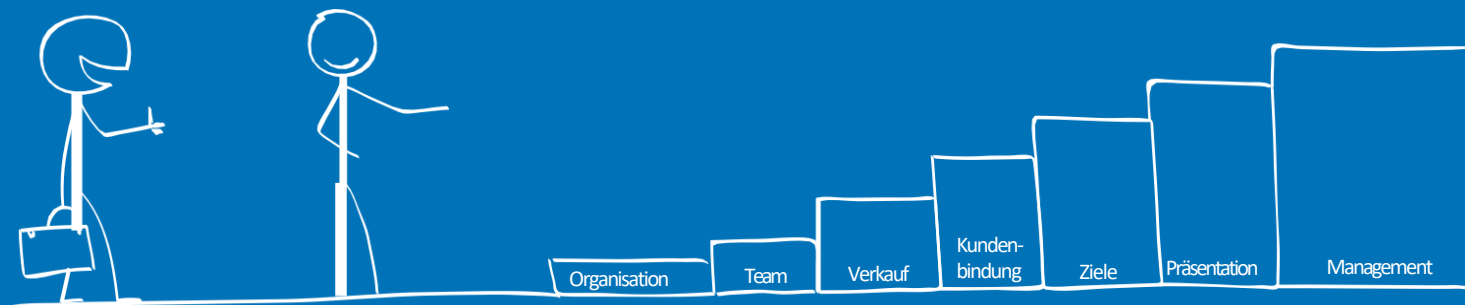 Organisation
Team
Verkauf
Kunden-
bindung
Ziele
Präsentation
Management